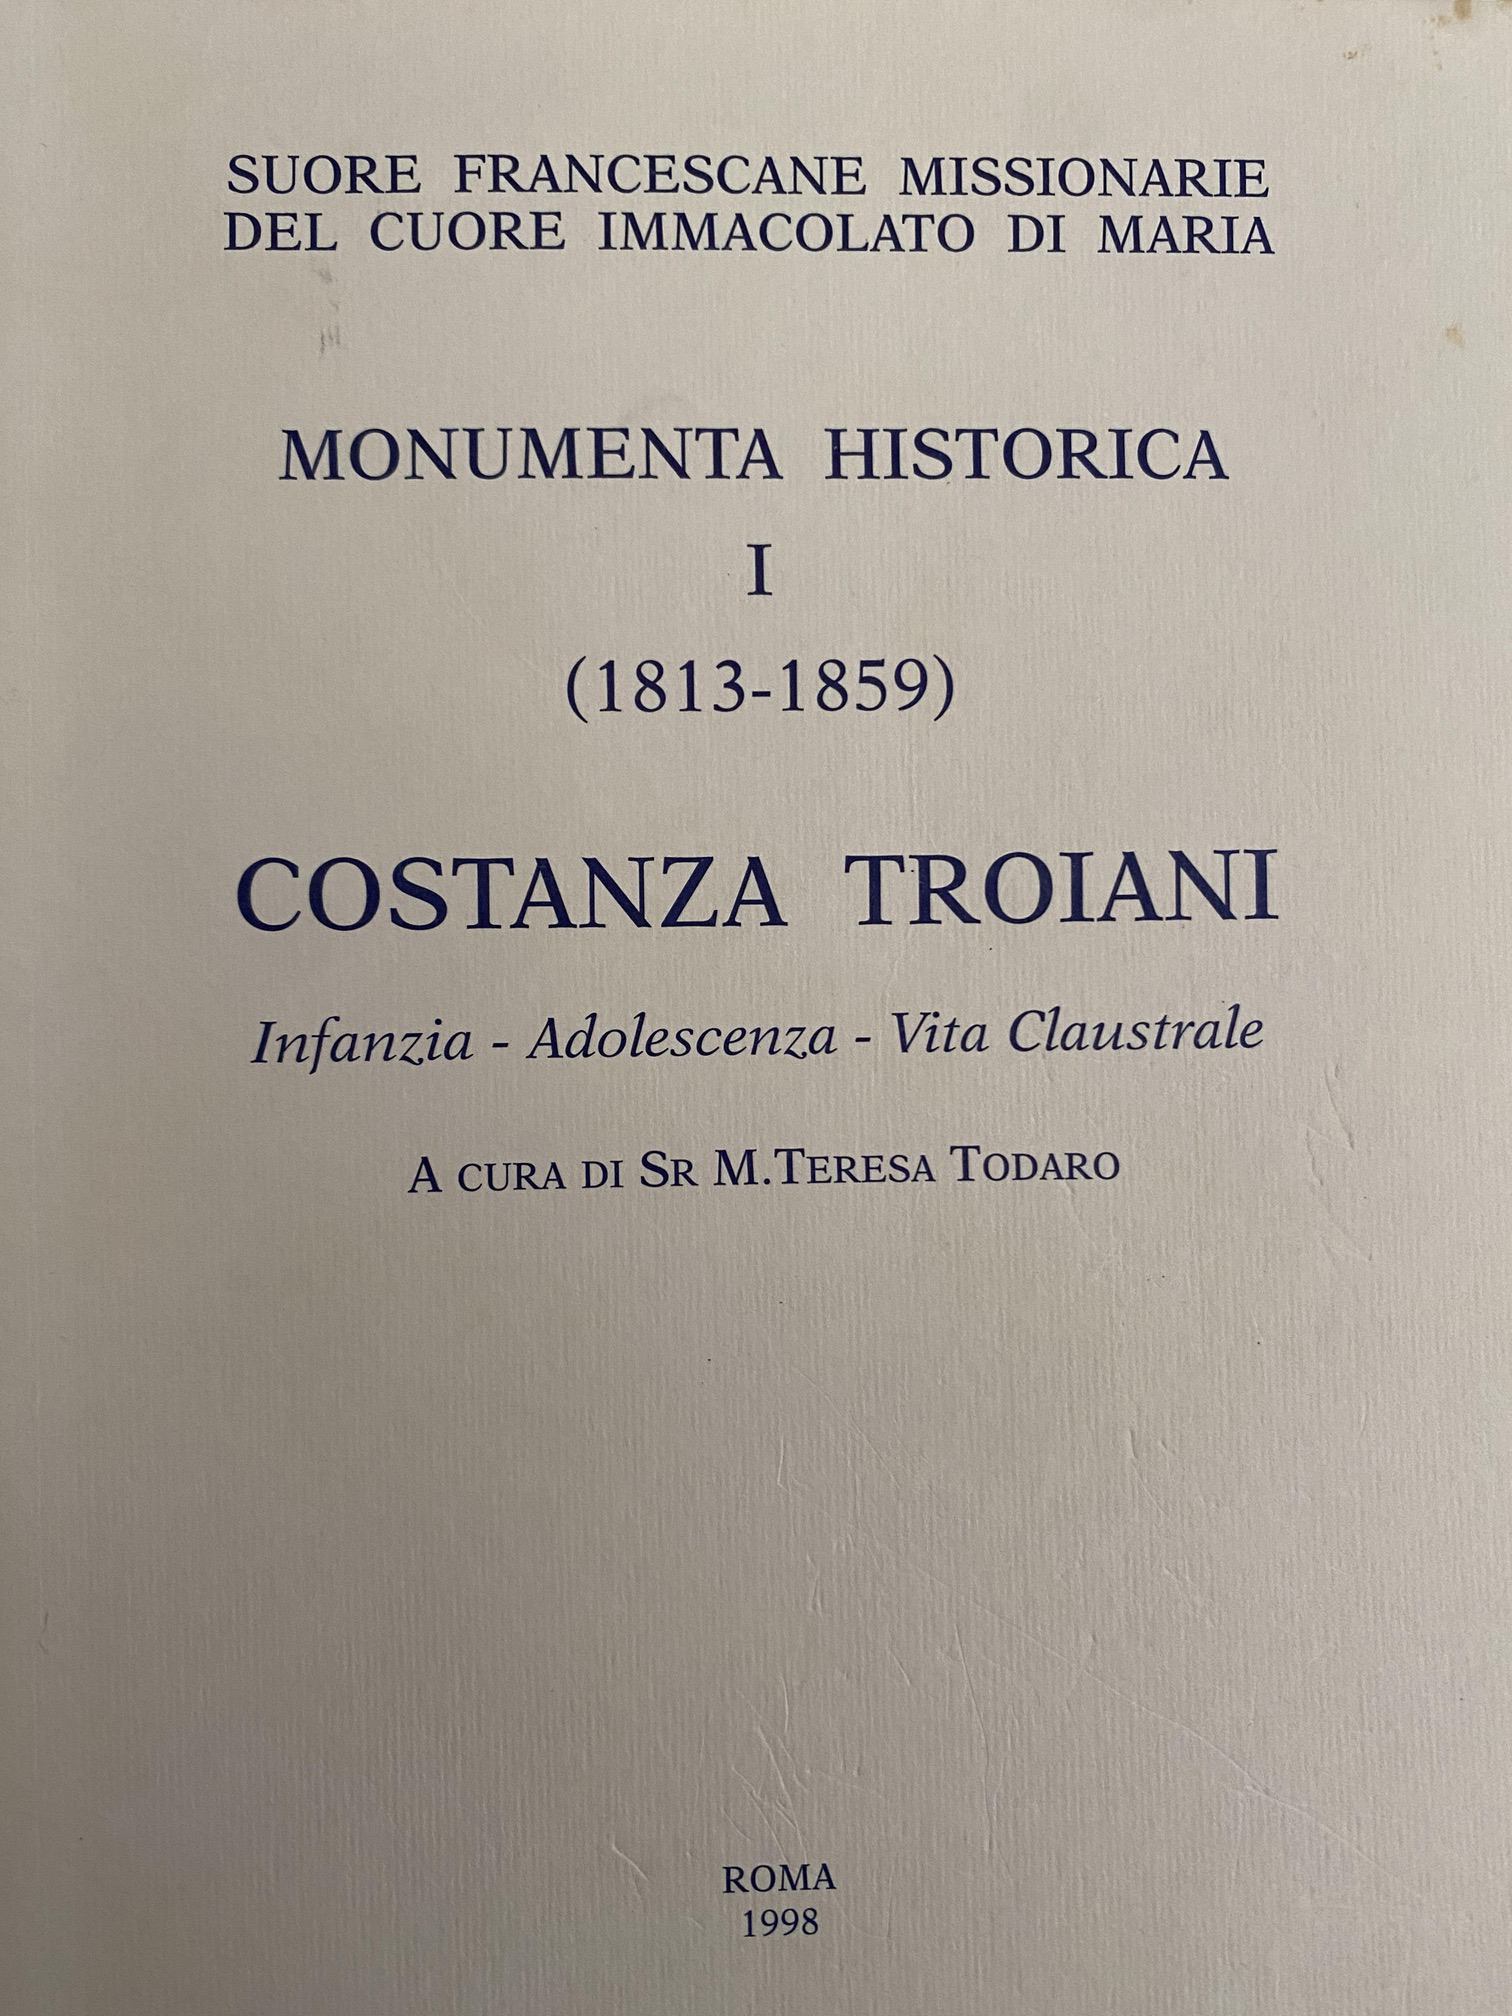 SUORE FRANCESCANE MISSIONARIE
DEL CUORE IMMACOLATO DI MARIA
MONUMENTA HISTORICA
I
(1813-1859)
COSTANZA TROIANI
Infanzia - Adolescenza - Vita Claustrale
A CURA DI SR M.TERESA TODARO
ROMA
1998